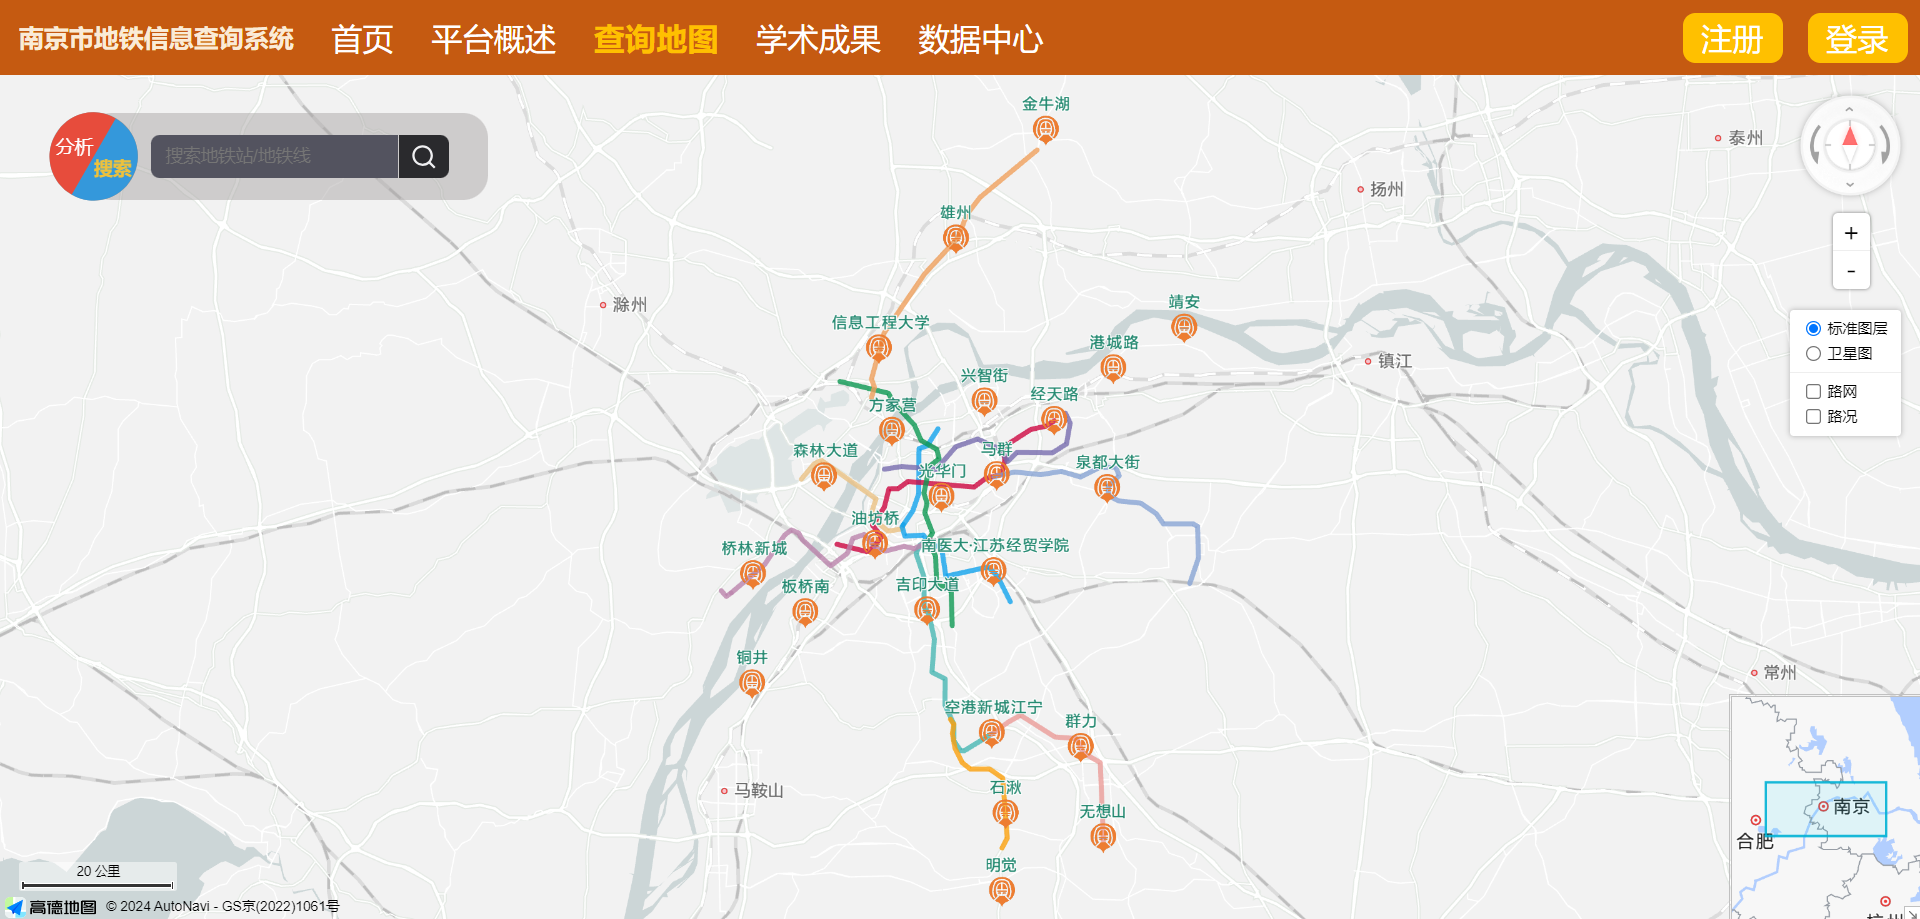 南京市地铁信息查询系统 首页 平台概述 查询地图 学术成果 数据中心 注册 登录
分析
搜索
搜索地铁站/地铁线
金牛湖
泰州
扬州
雄州
+
-
滁州
靖安
信息工程大学
标准图层
港城路
卫星图
镇江
兴智街
路网
经天路
方家营
路况
森林大道
马群
泉都大街
光华门
油坊桥
南医大·江苏经贸学院
桥林新城
板桥南
吉印大道
铜井
常州
空港新城江宁
群力
马鞍山
石湫
南京
无想山
合肥
明觉
20 公里
高德地图 © 2024 AutoNavi - GS京(2022)1061号
杭州